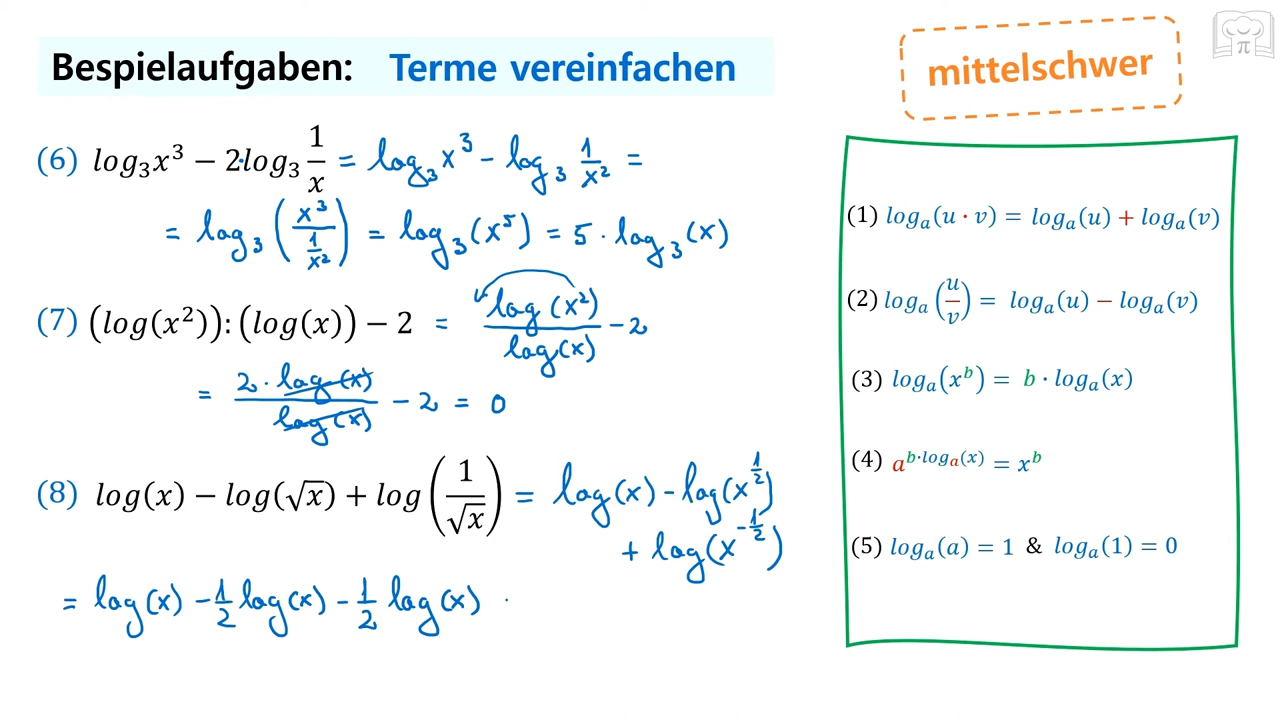 Bespielaufgaben: Terme vereinfachen
mittelschwer
(6) log₃x³ − 2·log₃ 1/x = log₃ x³ − log₃ 1/x² =
= log₃ (x³/(1/x²)) = log₃(x⁵) = 5 · log₃(x)
(7) (log(x²)):(log(x)) − 2 = log(x²)/log(x) − 2
= 2 · log(x)/log(x) − 2 = 0
(8) log(x) − log(√x) + log(1/√x) = log(x) − log(x^(1/2))
+ log(x^(−1/2))
= log(x) − 1/2 log(x) − 1/2 log(x)
(1) logₐ(u · v) = logₐ(u) + logₐ(v)
(2) logₐ(u/v) = logₐ(u) − logₐ(v)
(3) logₐ(x^b) = b · logₐ(x)
(4) a^(b·logₐ(x)) = x^b
(5) logₐ(a) = 1 & logₐ(1) = 0
π